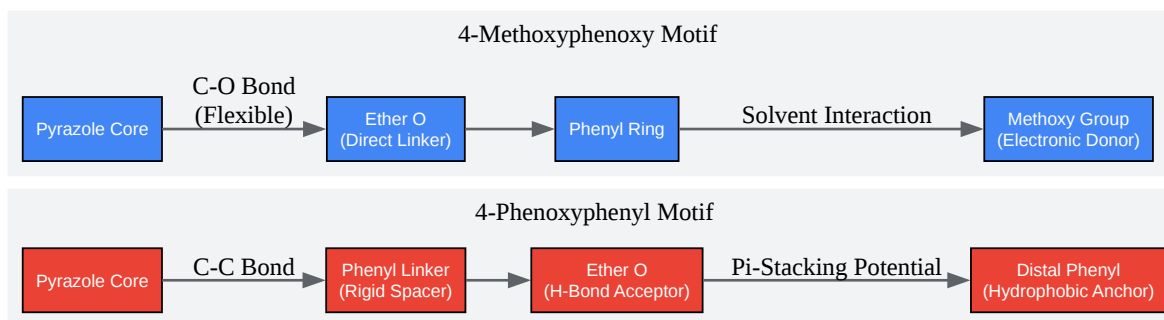 4-Methoxyphenoxy Motif
Pyrazole Core
C-O Bond
(Flexible)
Ether O
(Direct Linker)
Phenyl Ring
Solvent Interaction
Methoxy Group
(Electronic Donor)
4-Phenoxyphenyl Motif
Pyrazole Core
C-C Bond
Phenyl Linker
(Rigid Spacer)
Ether O
(H-Bond Acceptor)
Pi-Stacking Potential
Distal Phenyl
(Hydrophobic Anchor)